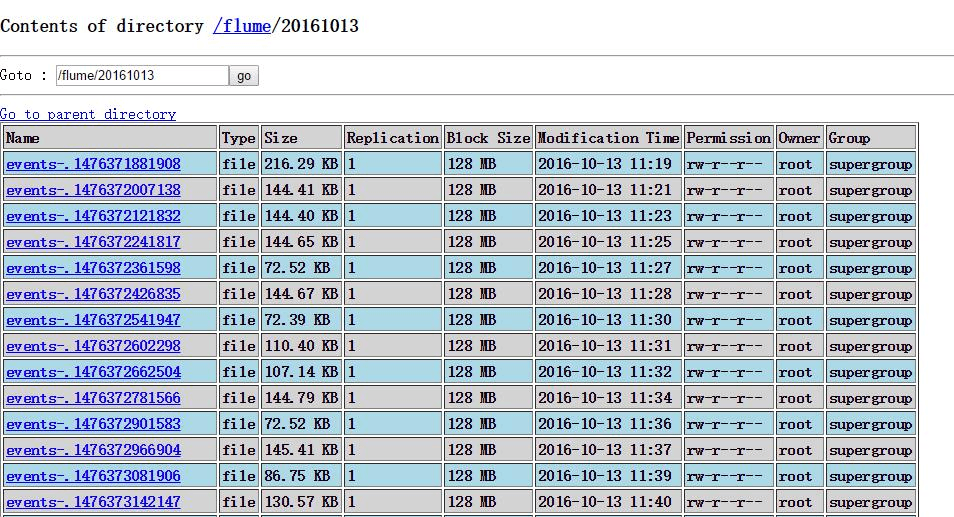 Contents of directory /flume/20161013
Goto : /flume/20161013 go
Go to parent directory
Name Type Size Replication Block Size Modification Time Permission Owner Group
events-.1476371881908 file 216.29 KB 1 128 MB 2016-10-13 11:19 rw-r--r-- root supergroup
events-.1476372007138 file 144.41 KB 1 128 MB 2016-10-13 11:21 rw-r--r-- root supergroup
events-.1476372121832 file 144.40 KB 1 128 MB 2016-10-13 11:23 rw-r--r-- root supergroup
events-.1476372241817 file 144.65 KB 1 128 MB 2016-10-13 11:25 rw-r--r-- root supergroup
events-.1476372361598 file 72.52 KB 1 128 MB 2016-10-13 11:27 rw-r--r-- root supergroup
events-.1476372426835 file 144.67 KB 1 128 MB 2016-10-13 11:28 rw-r--r-- root supergroup
events-.1476372541947 file 72.39 KB 1 128 MB 2016-10-13 11:30 rw-r--r-- root supergroup
events-.1476372602298 file 110.40 KB 1 128 MB 2016-10-13 11:31 rw-r--r-- root supergroup
events-.1476372662504 file 107.14 KB 1 128 MB 2016-10-13 11:32 rw-r--r-- root supergroup
events-.1476372781566 file 144.79 KB 1 128 MB 2016-10-13 11:34 rw-r--r-- root supergroup
events-.1476372901583 file 72.52 KB 1 128 MB 2016-10-13 11:36 rw-r--r-- root supergroup
events-.1476372966904 file 145.41 KB 1 128 MB 2016-10-13 11:37 rw-r--r-- root supergroup
events-.1476373081906 file 86.75 KB 1 128 MB 2016-10-13 11:39 rw-r--r-- root supergroup
events-.1476373142147 file 130.57 KB 1 128 MB 2016-10-13 11:40 rw-r--r-- root supergroup